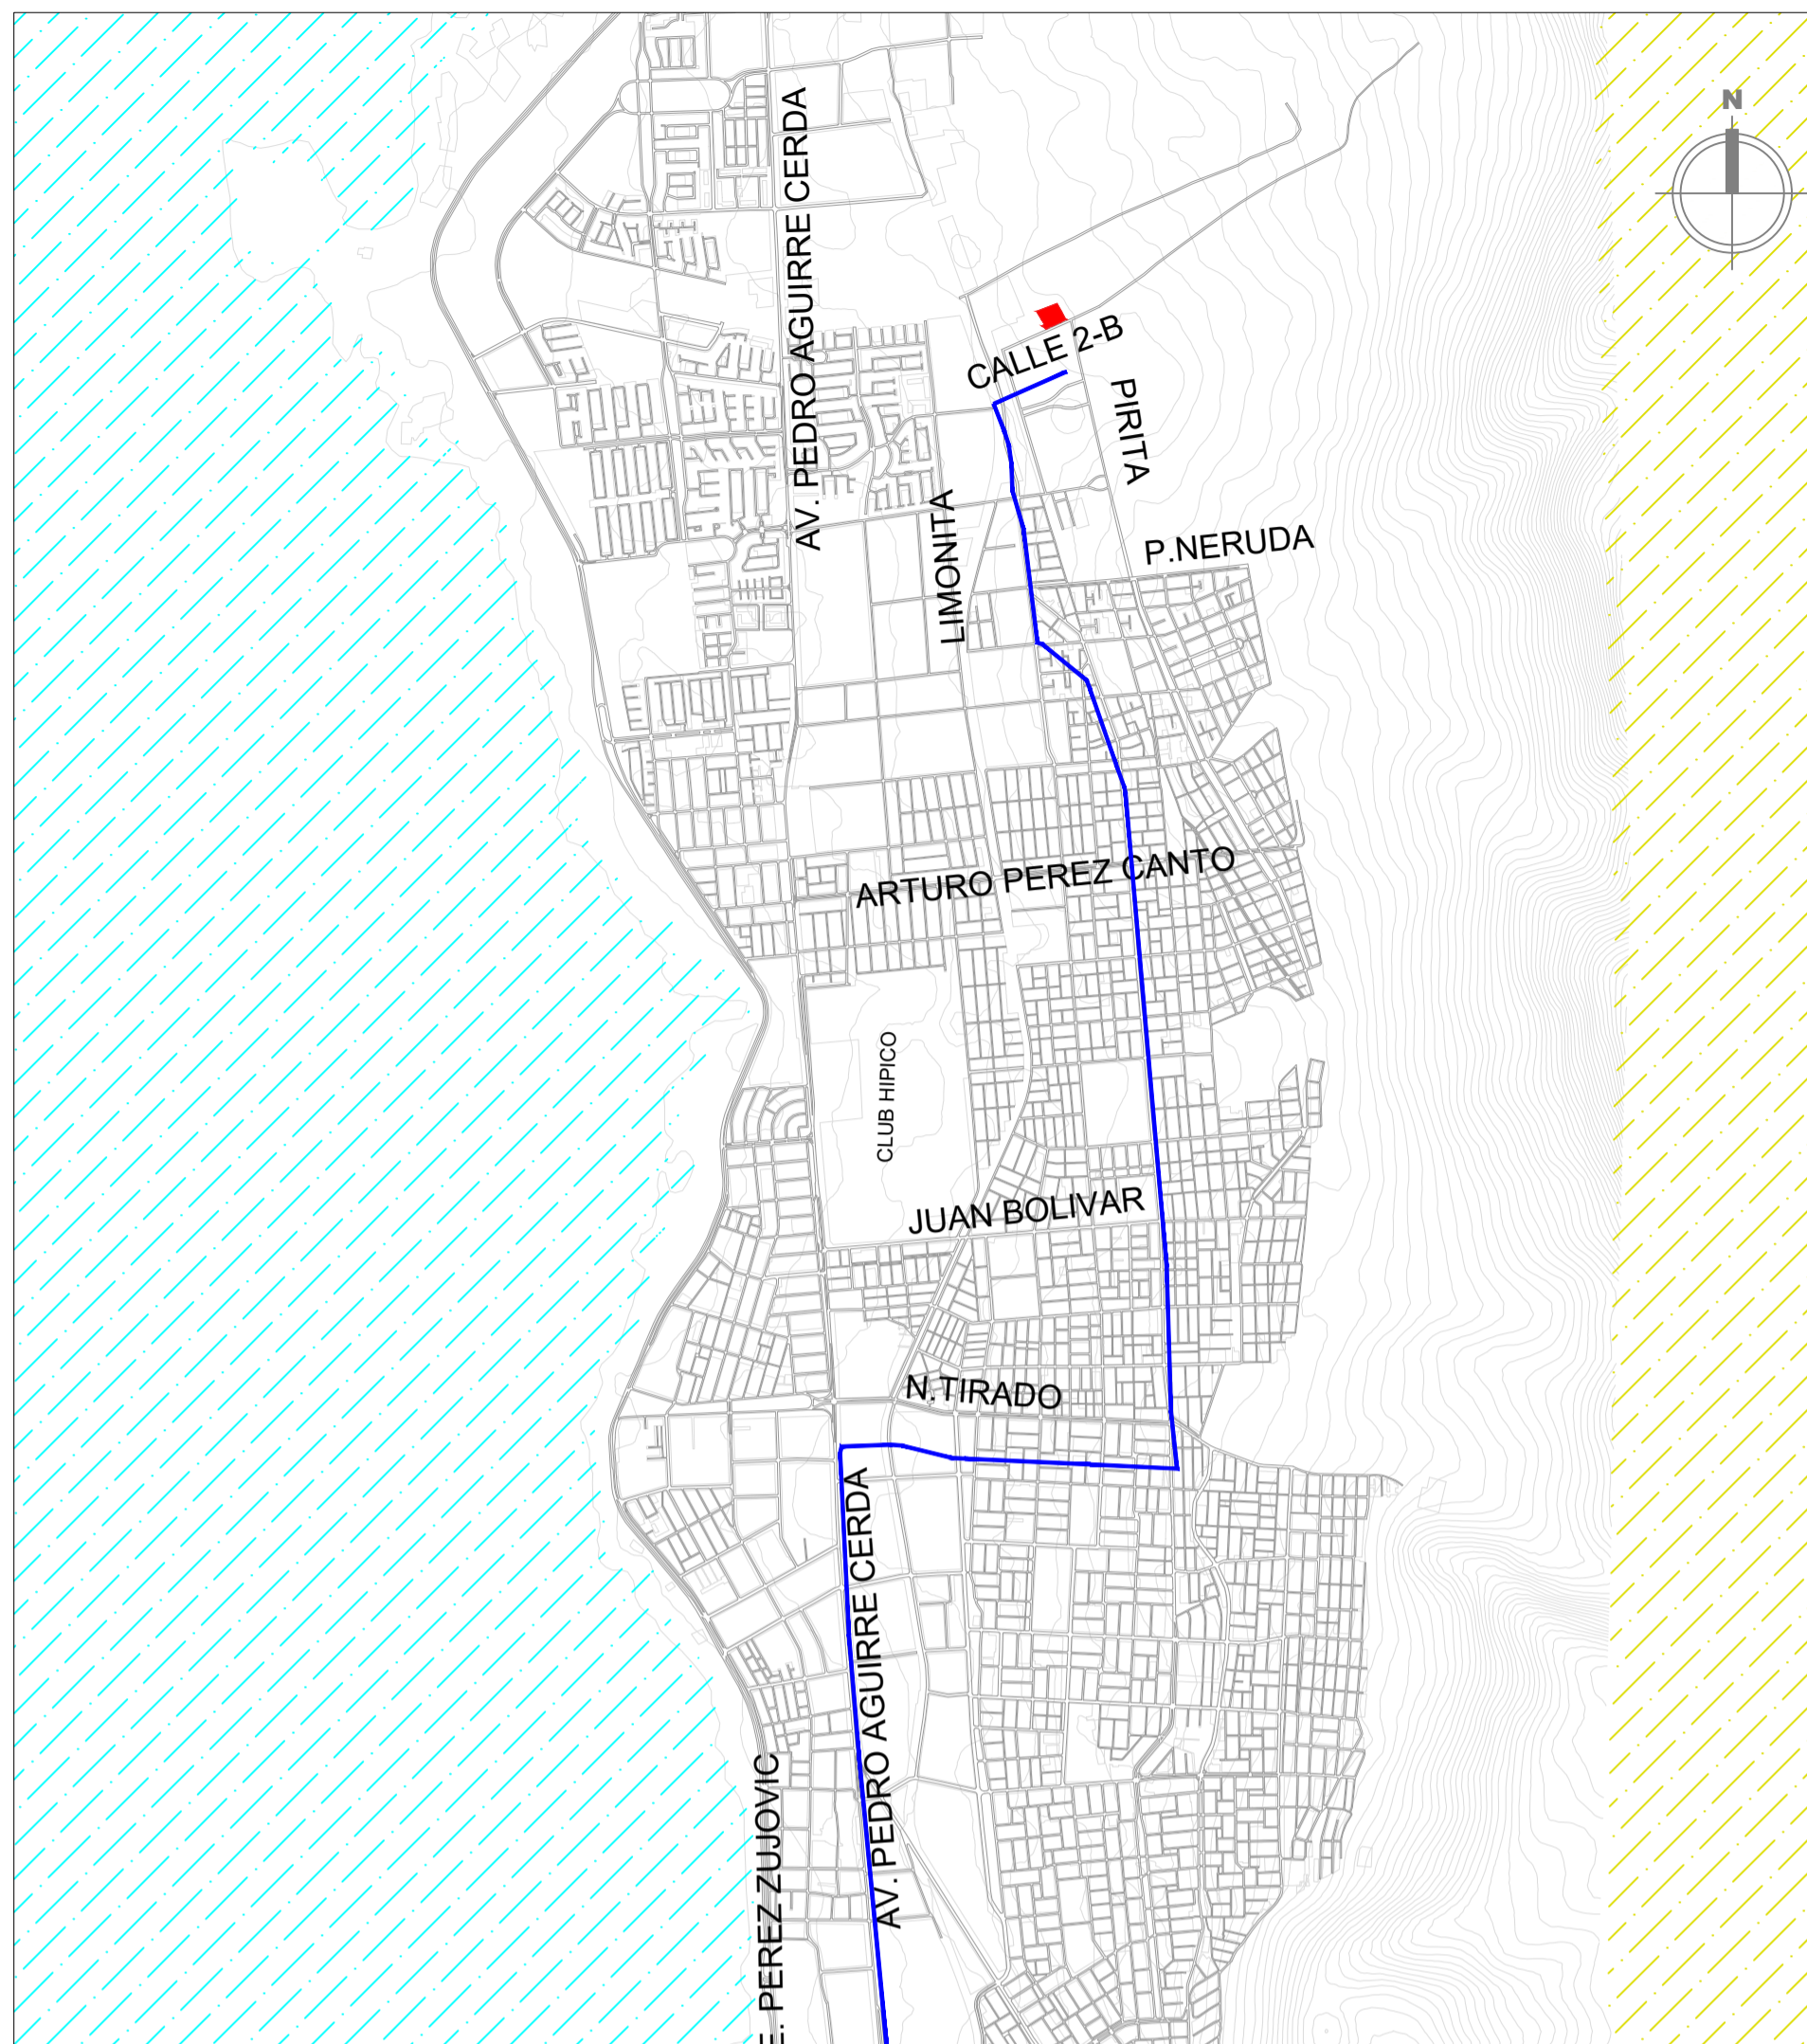 N
AV. PEDRO AGUIRRE CERDA
CALLE 2-B
PIRITA
LIMONITA
P.NERUDA
ARTURO PEREZ CANTO
CLUB HIPICO
JUAN BOLIVAR
N.TIRADO
AV. PEDRO AGUIRRE CERDA
E. PEREZ ZUJOVIC